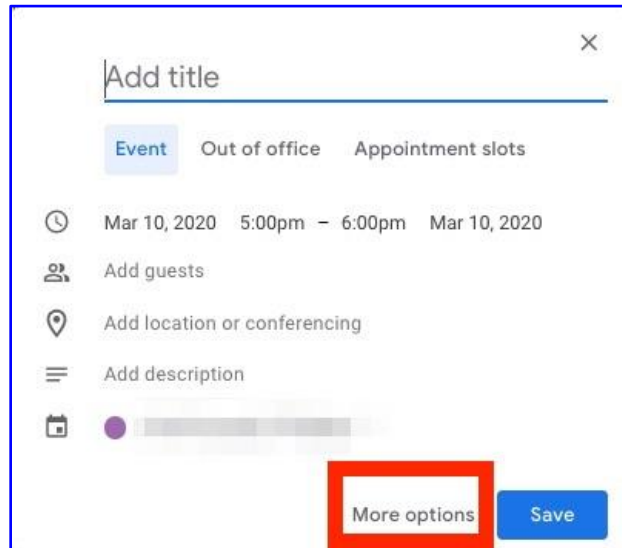 Add title
Event Out of office Appointment slots
Mar 10, 2020 5:00pm – 6:00pm Mar 10, 2020
Add guests
Add location or conferencing
Add description
More options Save